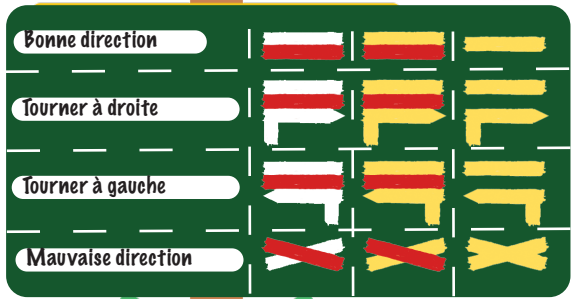 Bonne direction
Tourner à droite
Tourner à gauche
Mauvaise direction